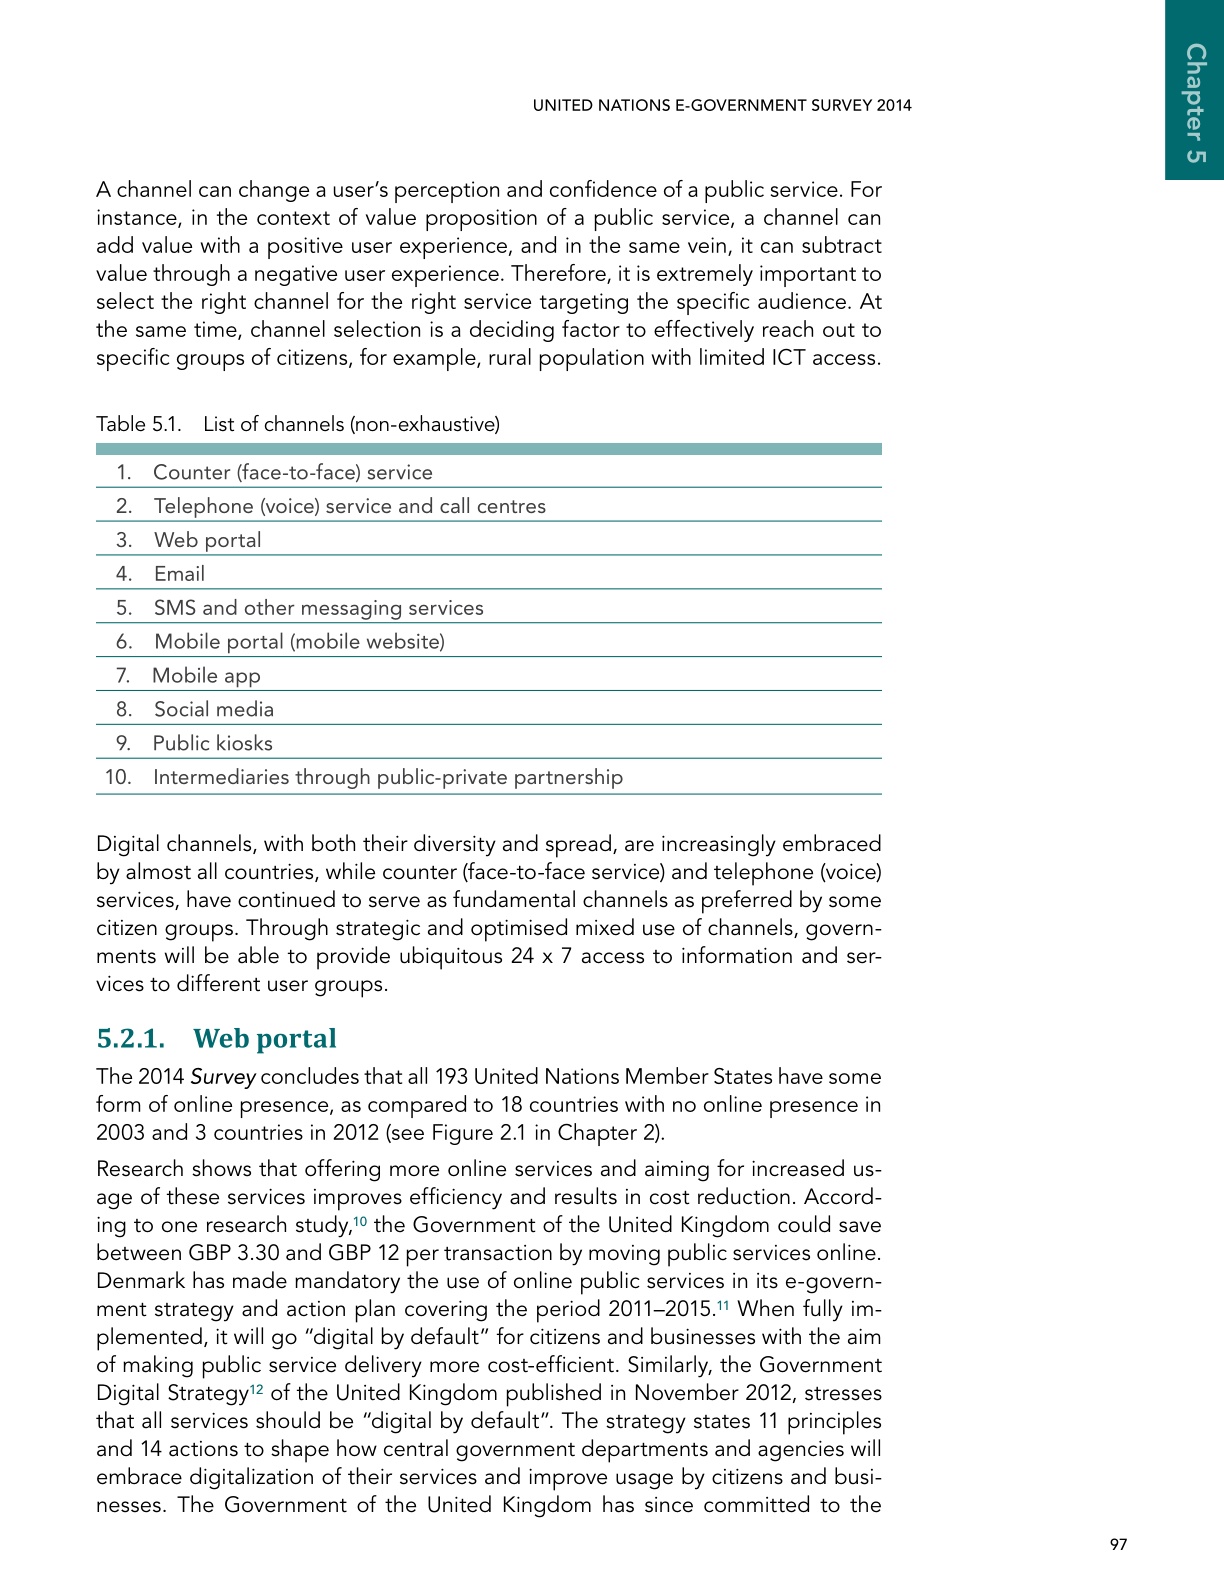 Chapter 5
UNITED NATIONS E-GOVERNMENT SURVEY 2014
A channel can change a user’s perception and confidence of a public service. For
instance, in the context of value proposition of a public service, a channel can
add value with a positive user experience, and in the same vein, it can subtract
value through a negative user experience. Therefore, it is extremely important to
select the right channel for the right service targeting the specific audience. At
the same time, channel selection is a deciding factor to effectively reach out to
specific groups of citizens, for example, rural population with limited ICT access.
Table 5.1. List of channels (non-exhaustive)
1. Counter (face-to-face) service
2. Telephone (voice) service and call centres
3. Web portal
4. Email
5. SMS and other messaging services
6. Mobile portal (mobile website)
7. Mobile app
8. Social media
9. Public kiosks
10. Intermediaries through public-private partnership
Digital channels, with both their diversity and spread, are increasingly embraced
by almost all countries, while counter (face-to-face service) and telephone (voice)
services, have continued to serve as fundamental channels as preferred by some
citizen groups. Through strategic and optimised mixed use of channels, govern-
ments will be able to provide ubiquitous 24 x 7 access to information and ser-
vices to different user groups.
5.2.1. Web portal
The 2014 Survey concludes that all 193 United Nations Member States have some
form of online presence, as compared to 18 countries with no online presence in
2003 and 3 countries in 2012 (see Figure 2.1 in Chapter 2).
Research shows that offering more online services and aiming for increased us-
age of these services improves efficiency and results in cost reduction. Accord-
ing to one research study,10 the Government of the United Kingdom could save
between GBP 3.30 and GBP 12 per transaction by moving public services online.
Denmark has made mandatory the use of online public services in its e-govern-
ment strategy and action plan covering the period 2011–2015.11 When fully im-
plemented, it will go “digital by default” for citizens and businesses with the aim
of making public service delivery more cost-efficient. Similarly, the Government
Digital Strategy12 of the United Kingdom published in November 2012, stresses
that all services should be “digital by default”. The strategy states 11 principles
and 14 actions to shape how central government departments and agencies will
embrace digitalization of their services and improve usage by citizens and busi-
nesses. The Government of the United Kingdom has since committed to the
97